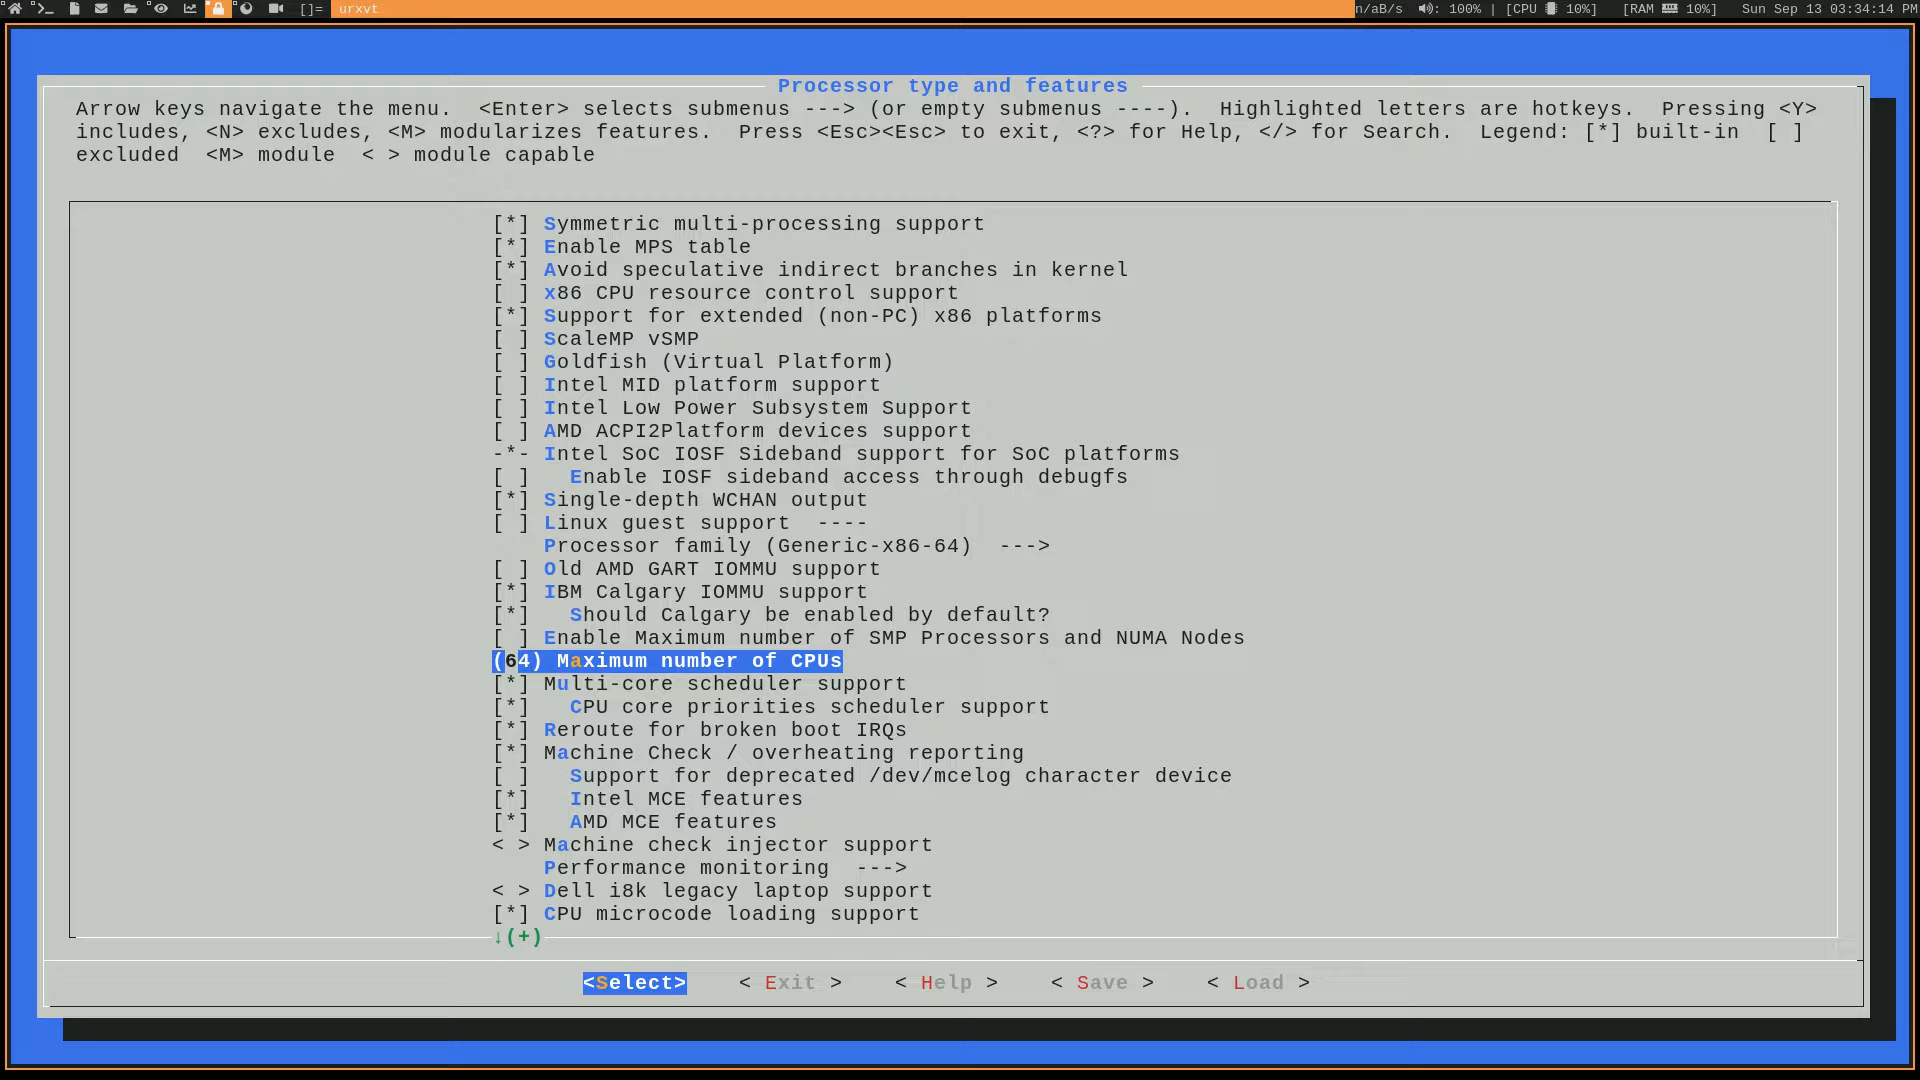 []= urxvt n/aB/s : 100% | [CPU 10%] [RAM 10%] Sun Sep 13 03:34:14 PM
Processor type and features
Arrow keys navigate the menu. <Enter> selects submenus ---> (or empty submenus ----). Highlighted letters are hotkeys. Pressing <Y>
includes, <N> excludes, <M> modularizes features. Press <Esc><Esc> to exit, <?> for Help, </> for Search. Legend: [*] built-in [ ]
excluded <M> module < > module capable
[*] Symmetric multi-processing support
[*] Enable MPS table
[*] Avoid speculative indirect branches in kernel
[ ] x86 CPU resource control support
[*] Support for extended (non-PC) x86 platforms
[ ] ScaleMP vSMP
[ ] Goldfish (Virtual Platform)
[ ] Intel MID platform support
[ ] Intel Low Power Subsystem Support
[ ] AMD ACPI2Platform devices support
-*- Intel SoC IOSF Sideband support for SoC platforms
[ ] Enable IOSF sideband access through debugfs
[*] Single-depth WCHAN output
[ ] Linux guest support ----
Processor family (Generic-x86-64) --->
[ ] Old AMD GART IOMMU support
[*] IBM Calgary IOMMU support
[*] Should Calgary be enabled by default?
[ ] Enable Maximum number of SMP Processors and NUMA Nodes
(64) Maximum number of CPUs
[*] Multi-core scheduler support
[*] CPU core priorities scheduler support
[*] Reroute for broken boot IRQs
[*] Machine Check / overheating reporting
[ ] Support for deprecated /dev/mcelog character device
[*] Intel MCE features
[*] AMD MCE features
< > Machine check injector support
Performance monitoring --->
< > Dell i8k legacy laptop support
[*] CPU microcode loading support
↓(+)
<Select> < Exit > < Help > < Save > < Load >